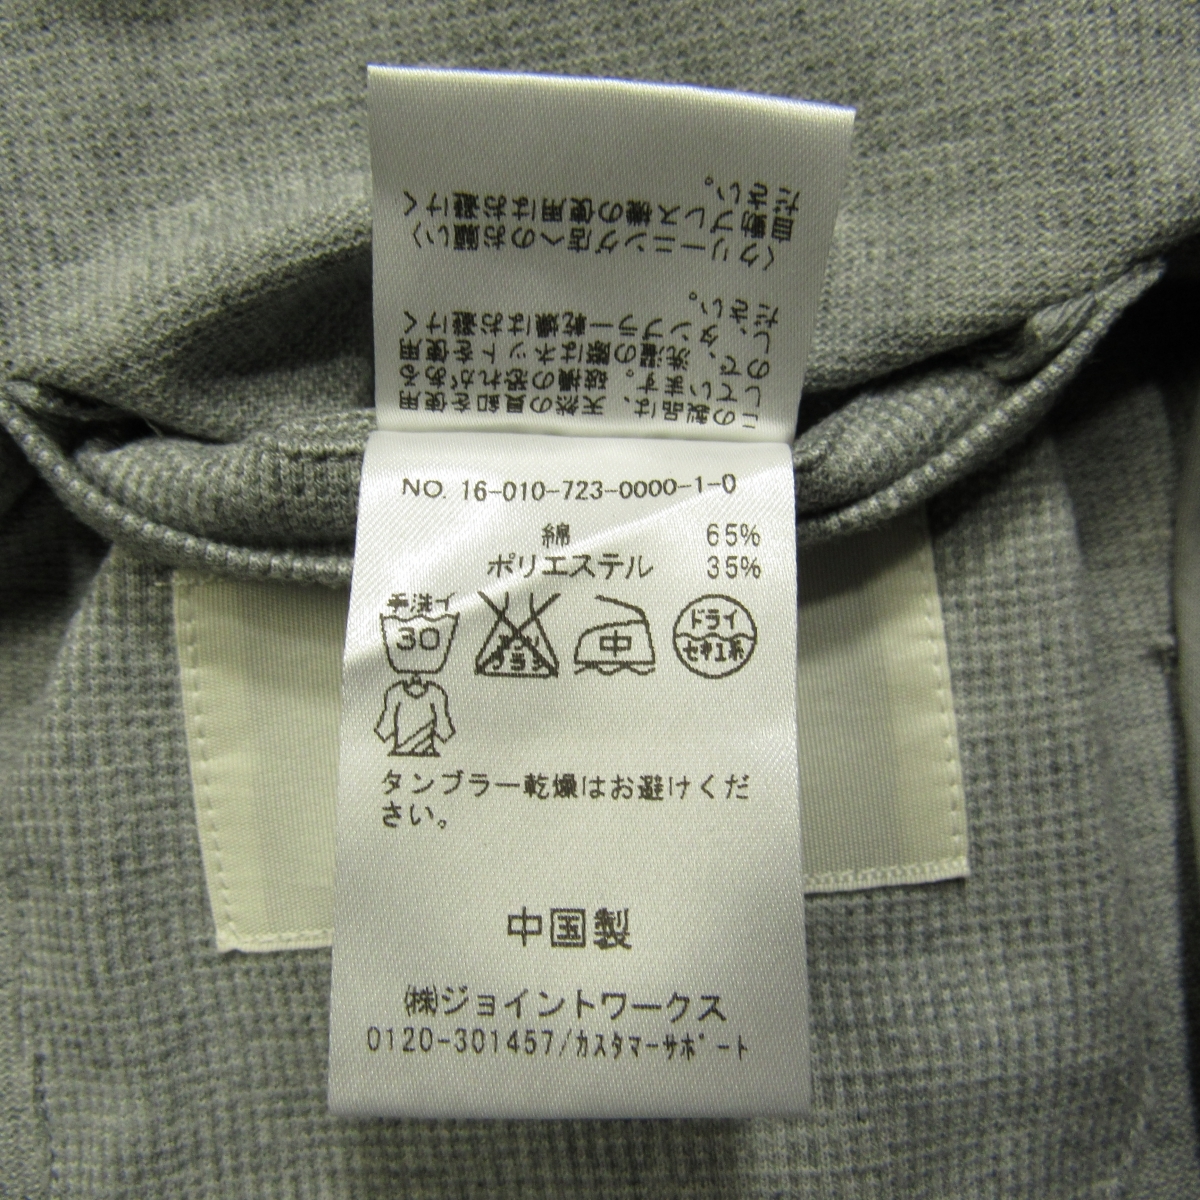 この製品は、天然の貝釦を使用
しています。破損の恐れがある
ので、洗濯の際はネットを使用
し、タンブラー乾燥はお避けく
ださい。
〈クリーニング店へのお願い〉
自動プレス機の使用はお避けく
ださい。
NO. 16-010-723-0000-1-0
綿 65%
ポリエステル 35%
手洗イ
30
エンソ
サラシ
中
ドライ
セキユ系
タンブラー乾燥はお避けくだ
さい。
中国製
㈱ジョイントワークス
0120-301457/カスタマーサポート